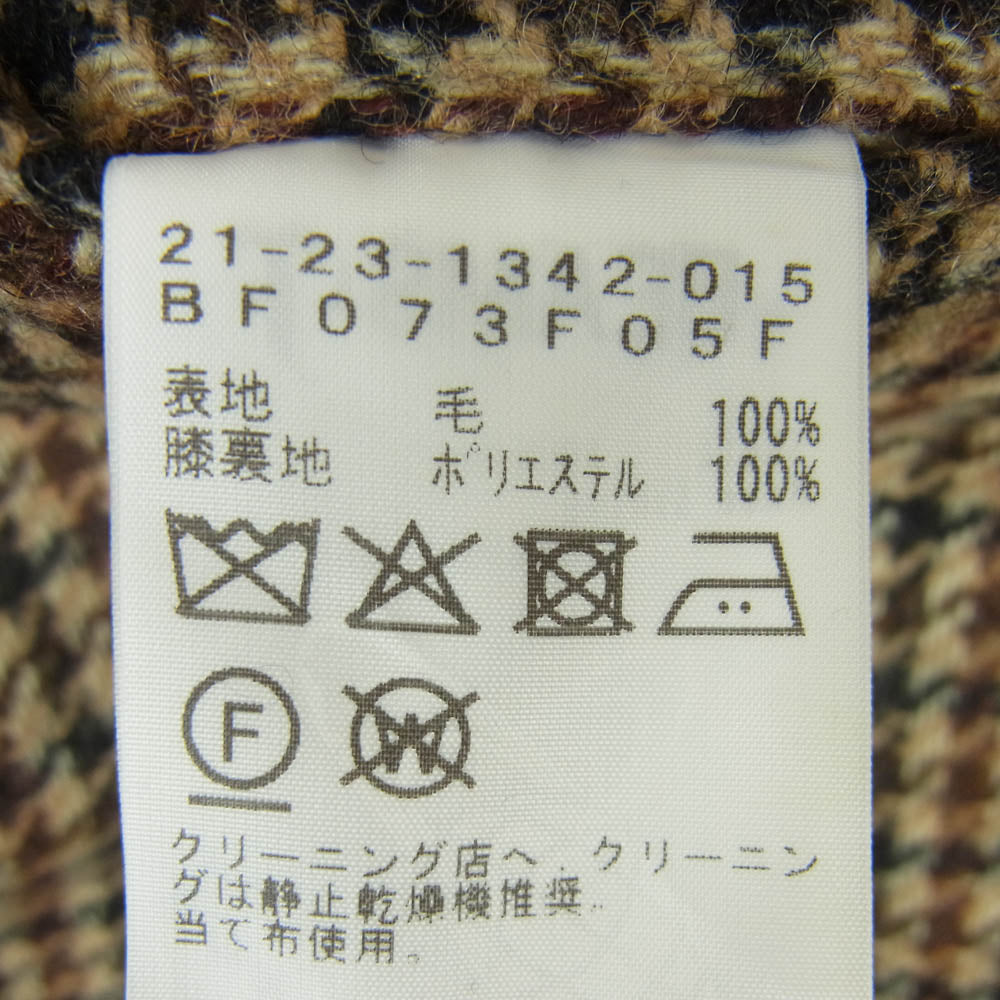 21-23-1342-015
BF073F05F
表地 毛 100%
膝裏地 ポリエステル 100%
F
W
クリーニング店へ.クリーニン
グは静止乾燥機推奨.
当て布使用。